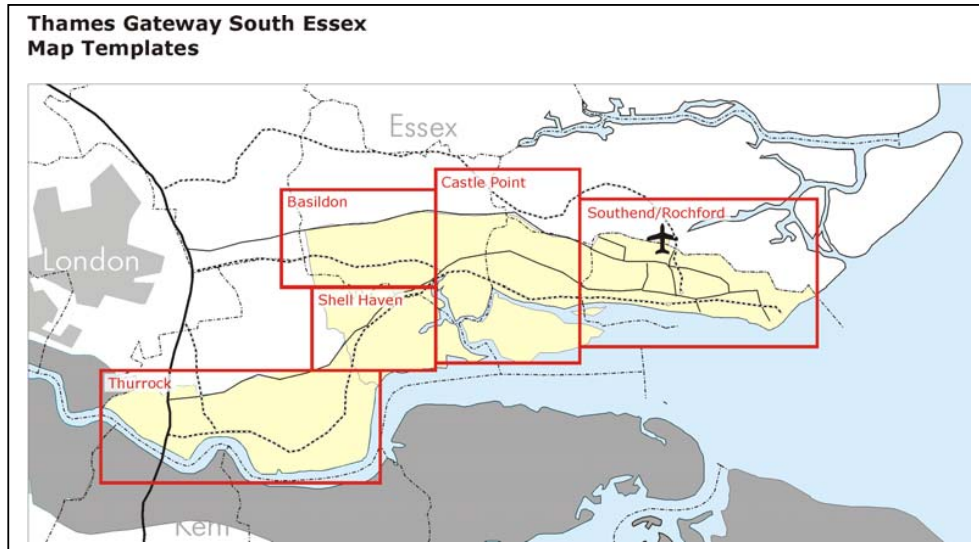 Thames Gateway South Essex
Map Templates
Essex
Castle Point
Basildon
Southend/Rochford
London
Shell Haven
Thurrock
Kent